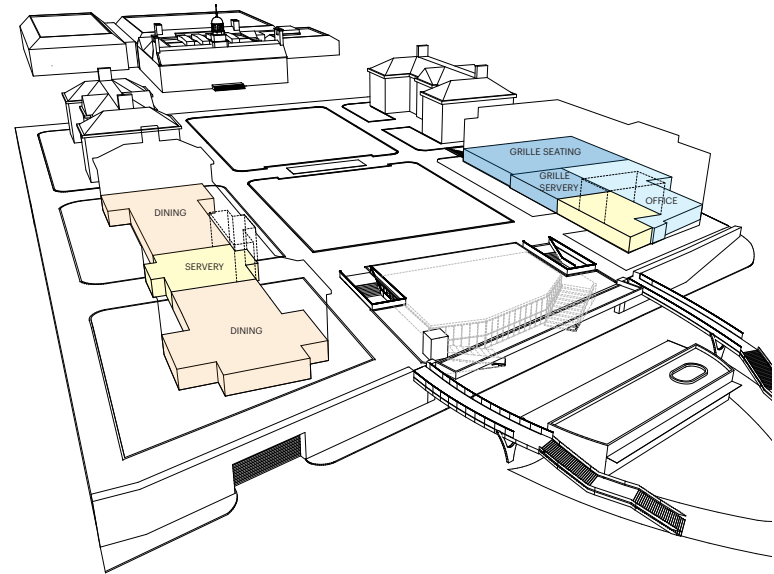 GRILLE SEATING
GRILLE
SERVERY
OFFICE
DINING
SERVERY
DINING